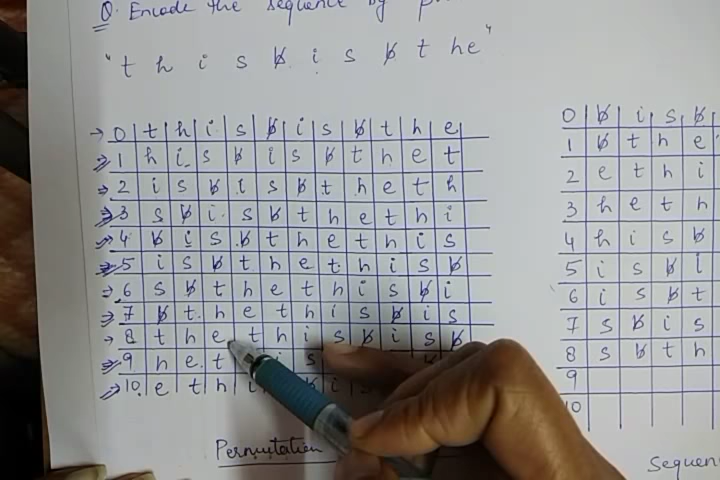 Q. Encode the sequence by
"t h i s ␢ i s ␢ t he"
0 t h i s ␢ i s ␢ t h e
1 h i s ␢ i s ␢ t h e t
2 i s ␢ i s ␢ t h e t h
3 s ␢ i s ␢ t h e t h i
4 ␢ i s ␢ t h e t h i s
5 i s ␢ t h e t h i s ␢
6 s ␢ t h e t h i s ␢ i
7 ␢ t h e t h i s ␢ i s
8 t h e t h i s ␢ i s ␢
9 h e t i s
10 e t h i ␢ i
Permutation
0 ␢ i s ␢
1 ␢ t h e
2 e t h i
3 h e t h
4 h i s ␢
5 i s ␢ i
6 i s ␢ t
7 s ␢ i s
8 s ␢ t h
9
10